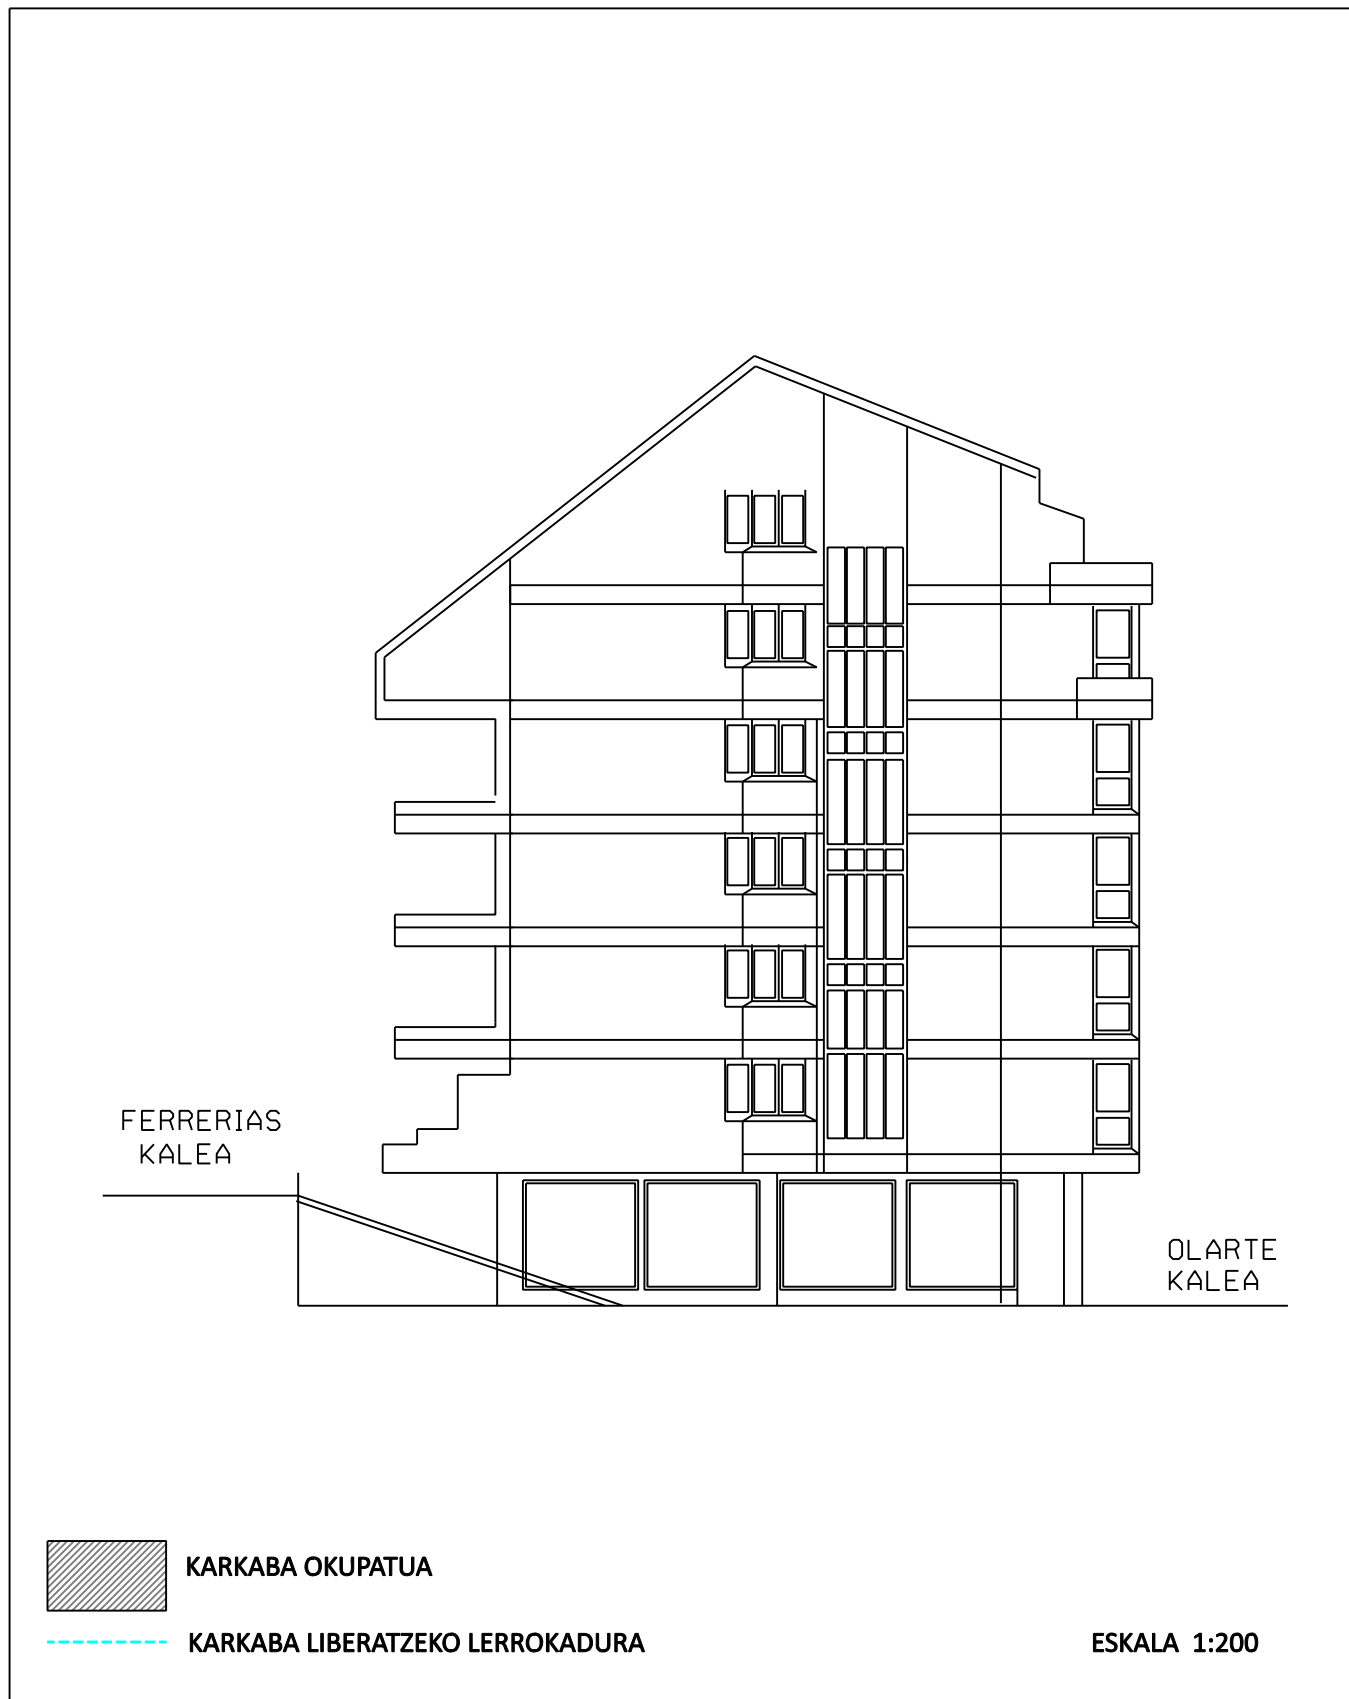 FERRERIAS
KALEA
OLARTE
KALEA
KARKABA OKUPATUA
KARKABA LIBERATZEKO LERROKADURA
ESKALA 1:200